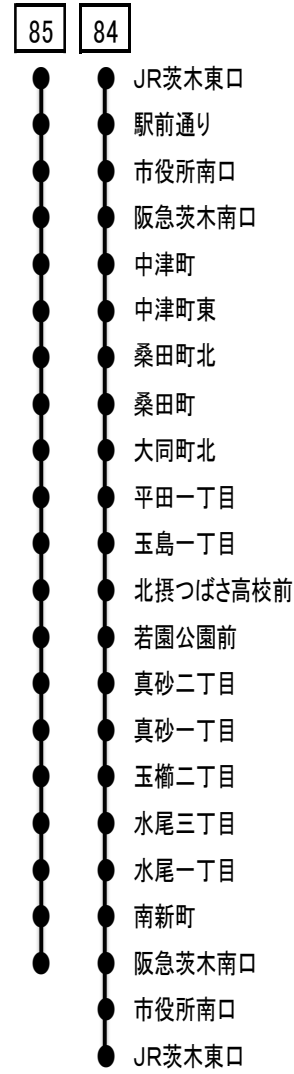 85 84
JR茨木東口
駅前通り
市役所南口
阪急茨木南口
中津町
中津町東
桑田町北
桑田町
大同町北
平田一丁目
玉島一丁目
北摂つばさ高校前
若園公園前
真砂二丁目
真砂一丁目
玉櫛二丁目
水尾三丁目
水尾一丁目
南新町
阪急茨木南口
市役所南口
JR茨木東口